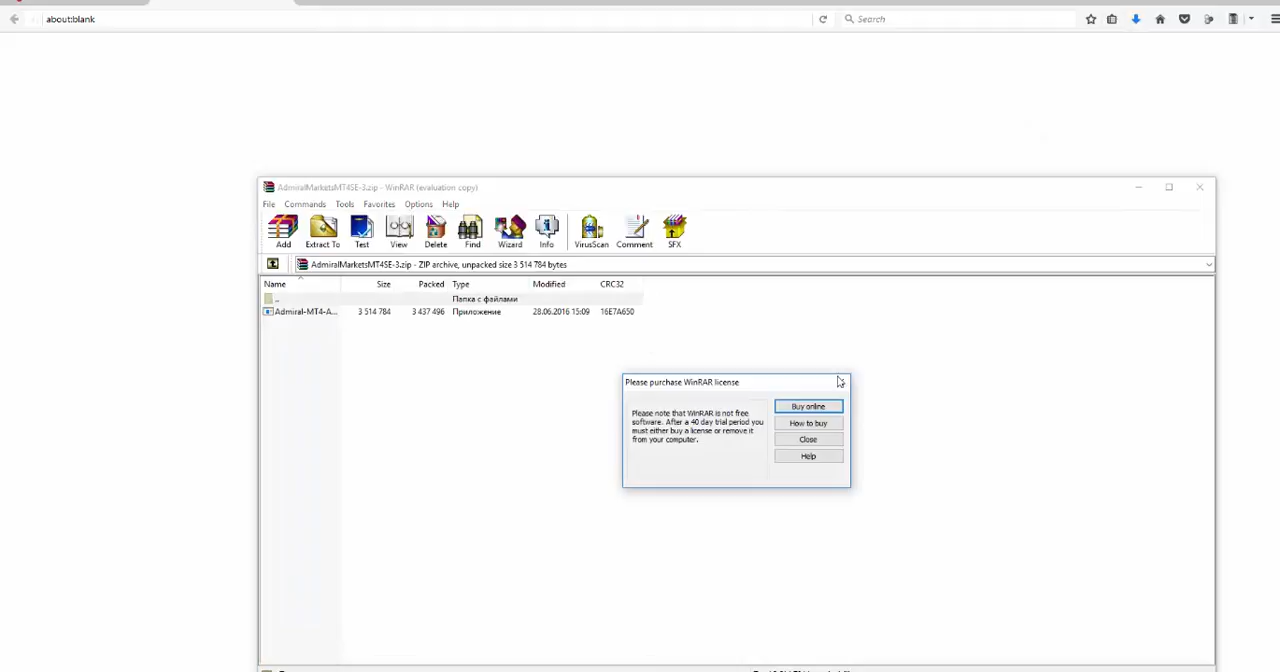 about:blank
Search
AdmiralMarketsMT4SE-3.zip - WinRAR (evaluation copy)
File Commands Tools Favorites Options Help
Add Extract To Test View Delete Find Wizard Info VirusScan Comment SFX
AdmiralMarketsMT4SE-3.zip - ZIP archive, unpacked size 3 514 784 bytes
Name Size Packed Type Modified CRC32
..
Папка с файлами
Admiral-MT4-A... 3 514 784 3 437 496 Приложение 28.06.2016 15:09 16E7A650
Please purchase WinRAR license
Please note that WinRAR is not free
software. After a 40 day trial period you
must either buy a license or remove it
from your computer.
Buy online
How to buy
Close
Help